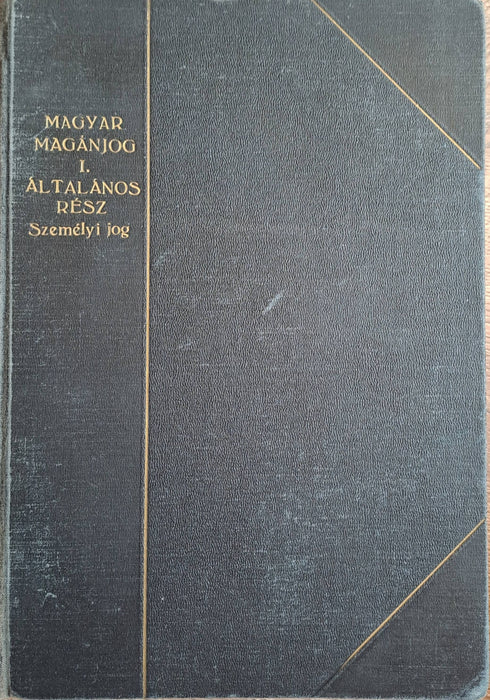 MAGYAR
MAGÁNJOG
I.
ÁLTALÁNOS
RÉSZ
Személyi jog